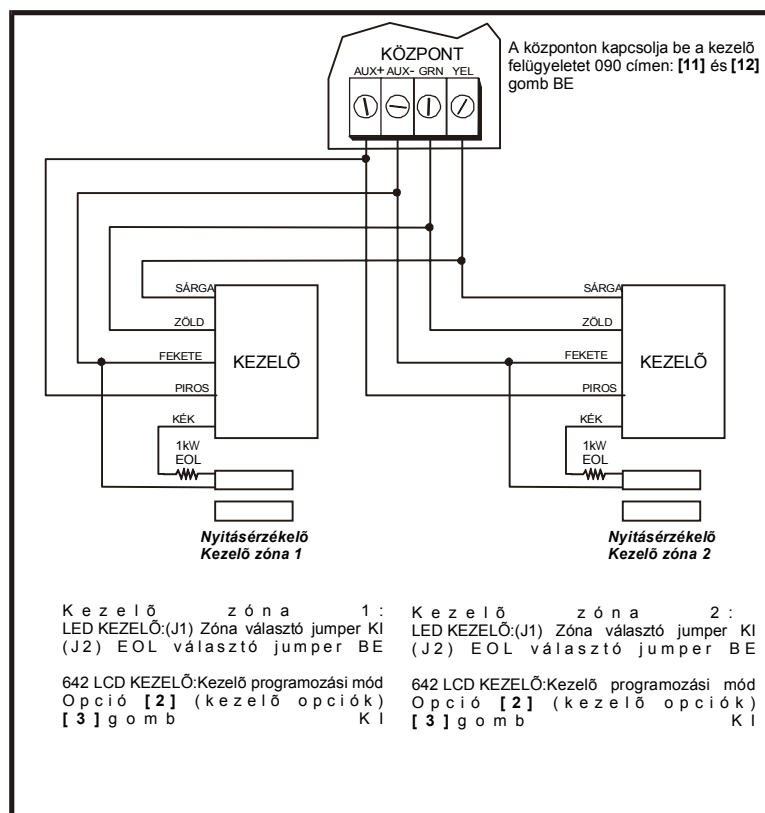 KÖZPONT
AUX+ AUX- GRN YEL
A központon kapcsolja be a kezelõ
felügyeletet 090 címen: [11] és [12]
gomb BE
SÁRGA
ZÖLD
FEKETE
PIROS
KÉK
KEZELÕ
1kW
EOL
Nyitásérzékelõ
Kezelõ zóna 1
SÁRGA
ZÖLD
FEKETE
PIROS
KÉK
KEZELÕ
1kW
EOL
Nyitásérzékelõ
Kezelõ zóna 2
Kezelõ zóna 1:
LED KEZELÕ:(J1) Zóna választó jumper KI
(J2) EOL választó jumper BE
642 LCD KEZELÕ:Kezelõ programozási mód
Opció [2] (kezelõ opciók)
[3] gomb KI
Kezelõ zóna 2:
LED KEZELÕ:(J1) Zóna választó jumper KI
(J2) EOL választó jumper BE
642 LCD KEZELÕ:Kezelõ programozási mód
Opció [2] (kezelõ opciók)
[3] gomb KI